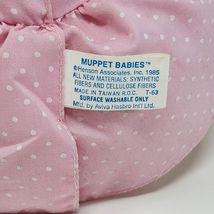 MUPPET BABIES™
©Henson Associates, Inc. 1985
ALL NEW MATERIALS: SYNTHETIC
FIBERS AND CELLULOSE FIBERS
MADE IN TAIWAN R.O.C. T-63
SURFACE WASHABLE ONLY
Mfd. by Aviva Hasbro Int'l Ltd.